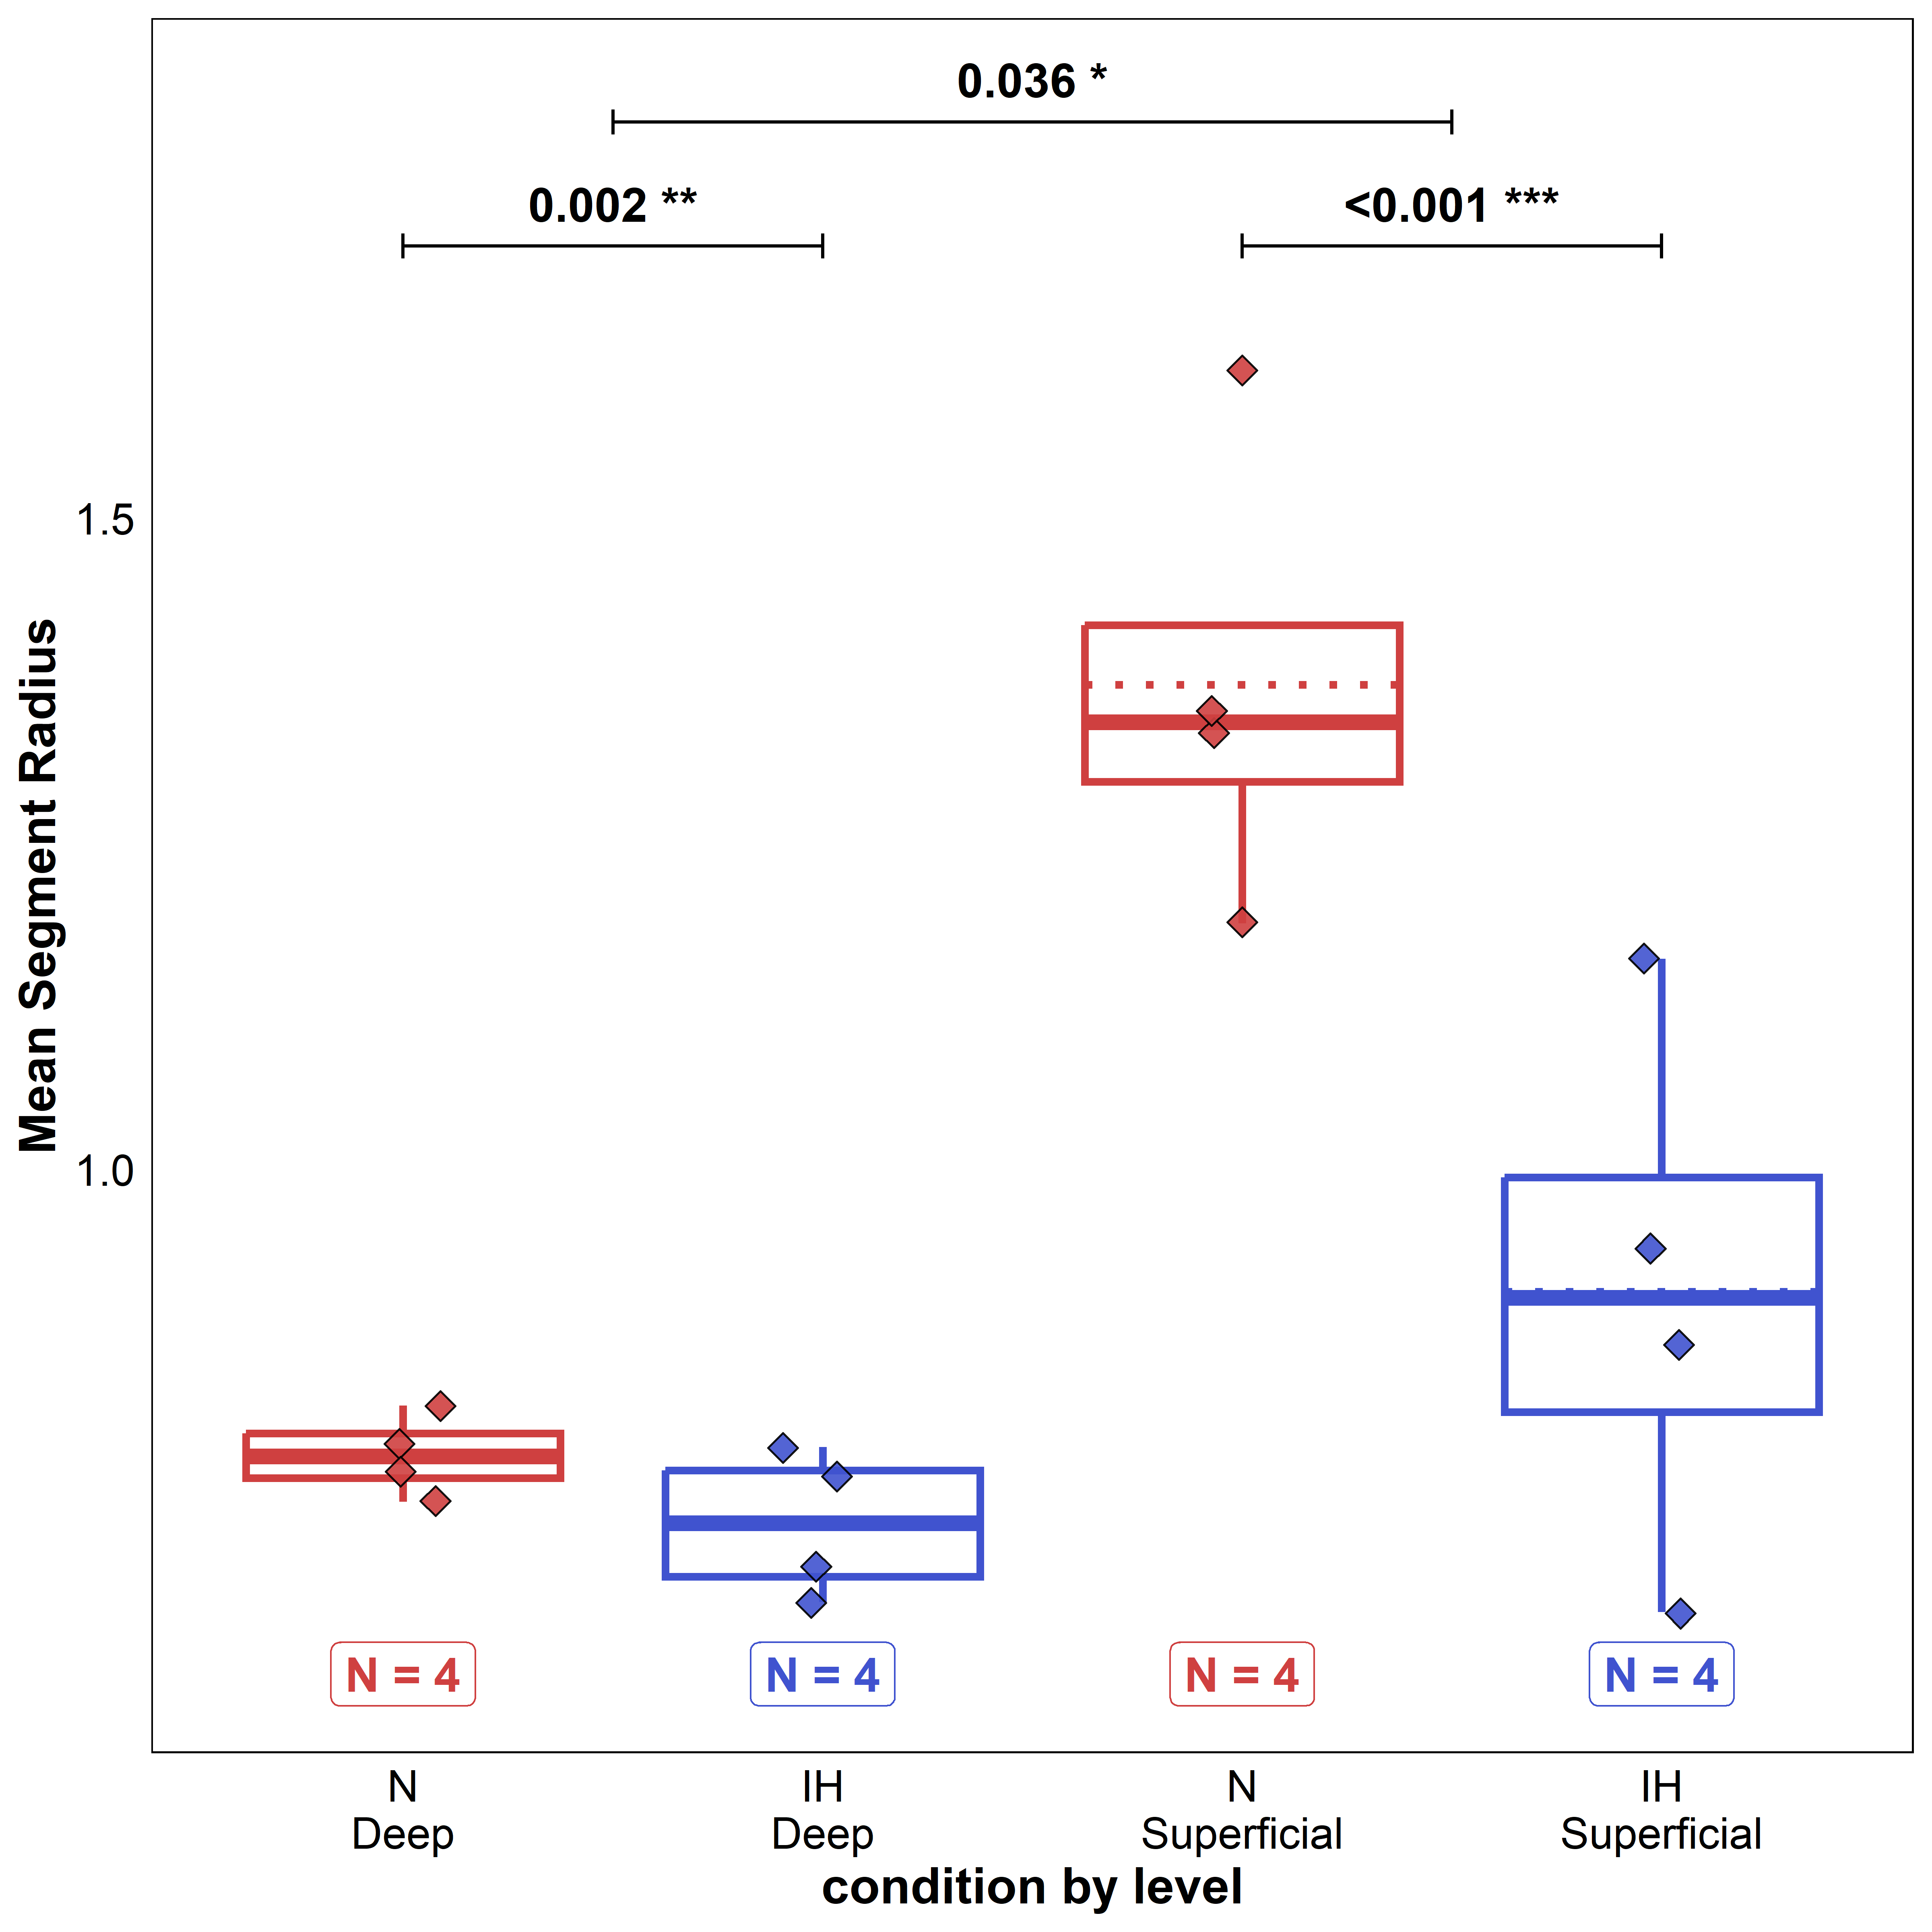 0.036 *
0.002 **
<0.001 ***
1.5
1.0
Mean Segment Radius
N = 4
N = 4
N = 4
N = 4
N
Deep
IH
Deep
N
Superficial
IH
Superficial
condition by level